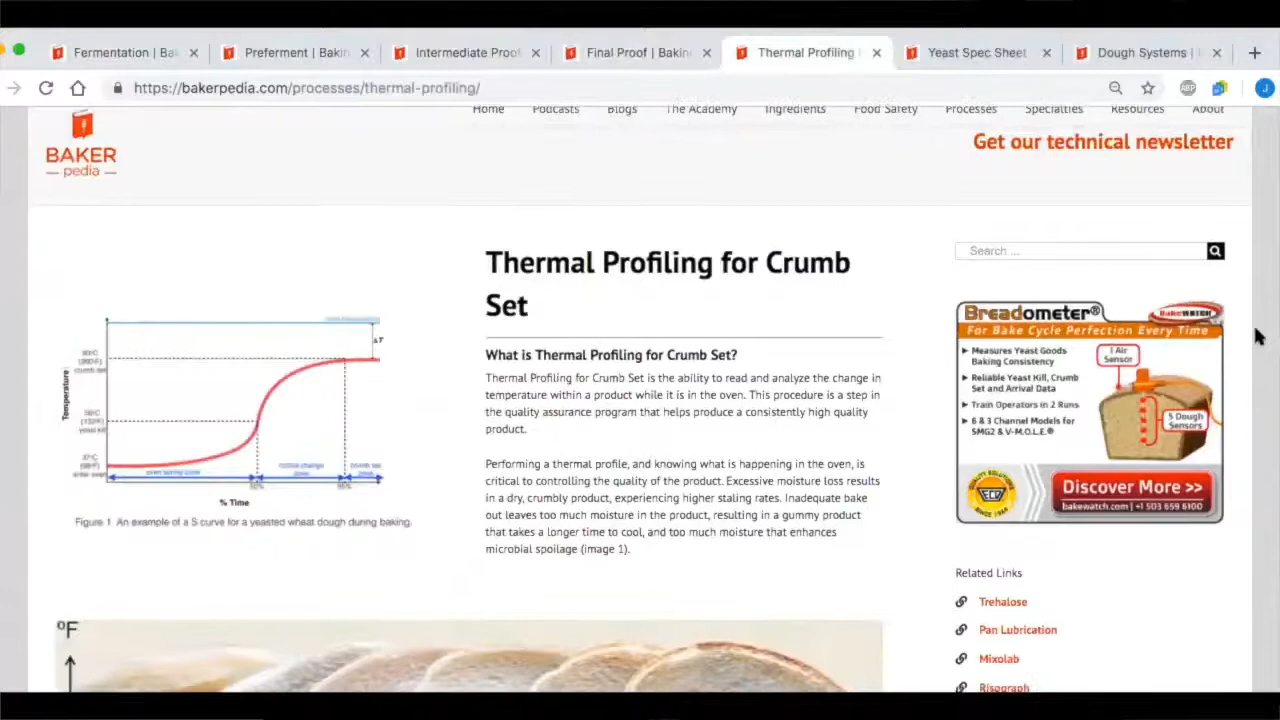 Fermentation | Ba
Preferment | Bakin
Intermediate Proof
Final Proof | Baking
Thermal Profiling
Yeast Spec Sheet
Dough Systems |
https://bakerpedia.com/processes/thermal-profiling/
ABP
J
Home
Podcasts
Blogs
The Academy
Ingredients
Food Safety
Processes
Specialties
Resources
About
BAKER
pedia
Get our technical newsletter
Thermal Profiling for Crumb
Set
What is Thermal Profiling for Crumb Set?
Thermal Profiling for Crumb Set is the ability to read and analyze the change in
temperature within a product while it is in the oven. This procedure is a step in
the quality assurance program that helps produce a consistently high quality
product.
Performing a thermal profile, and knowing what is happening in the oven, is
critical to controlling the quality of the product. Excessive moisture loss results
in a dry, crumbly product, experiencing higher staling rates. Inadequate bake
out leaves too much moisture in the product, resulting in a gummy product
that takes a longer time to cool, and too much moisture that enhances
microbial spoilage (image 1).
Temperature
% Time
Figure 1 An example of a S curve for a yeasted wheat dough during baking.
°F
Search ...
Breadometer®
BakeWATCH
For Bake Cycle Perfection Every Time
Measures Yeast Goods
Baking Consistency
Reliable Yeast Kill, Crumb
Set and Arrival Data
Train Operators in 2 Runs
6 & 3 Channel Models for
SMG2 & V-M.O.L.E.®
1 Air
Sensor
5 Dough
Sensors
ECD
Discover More >>
bakewatch.com | +1 503 659 6100
Related Links
Trehalose
Pan Lubrication
Mixolab
Risograph